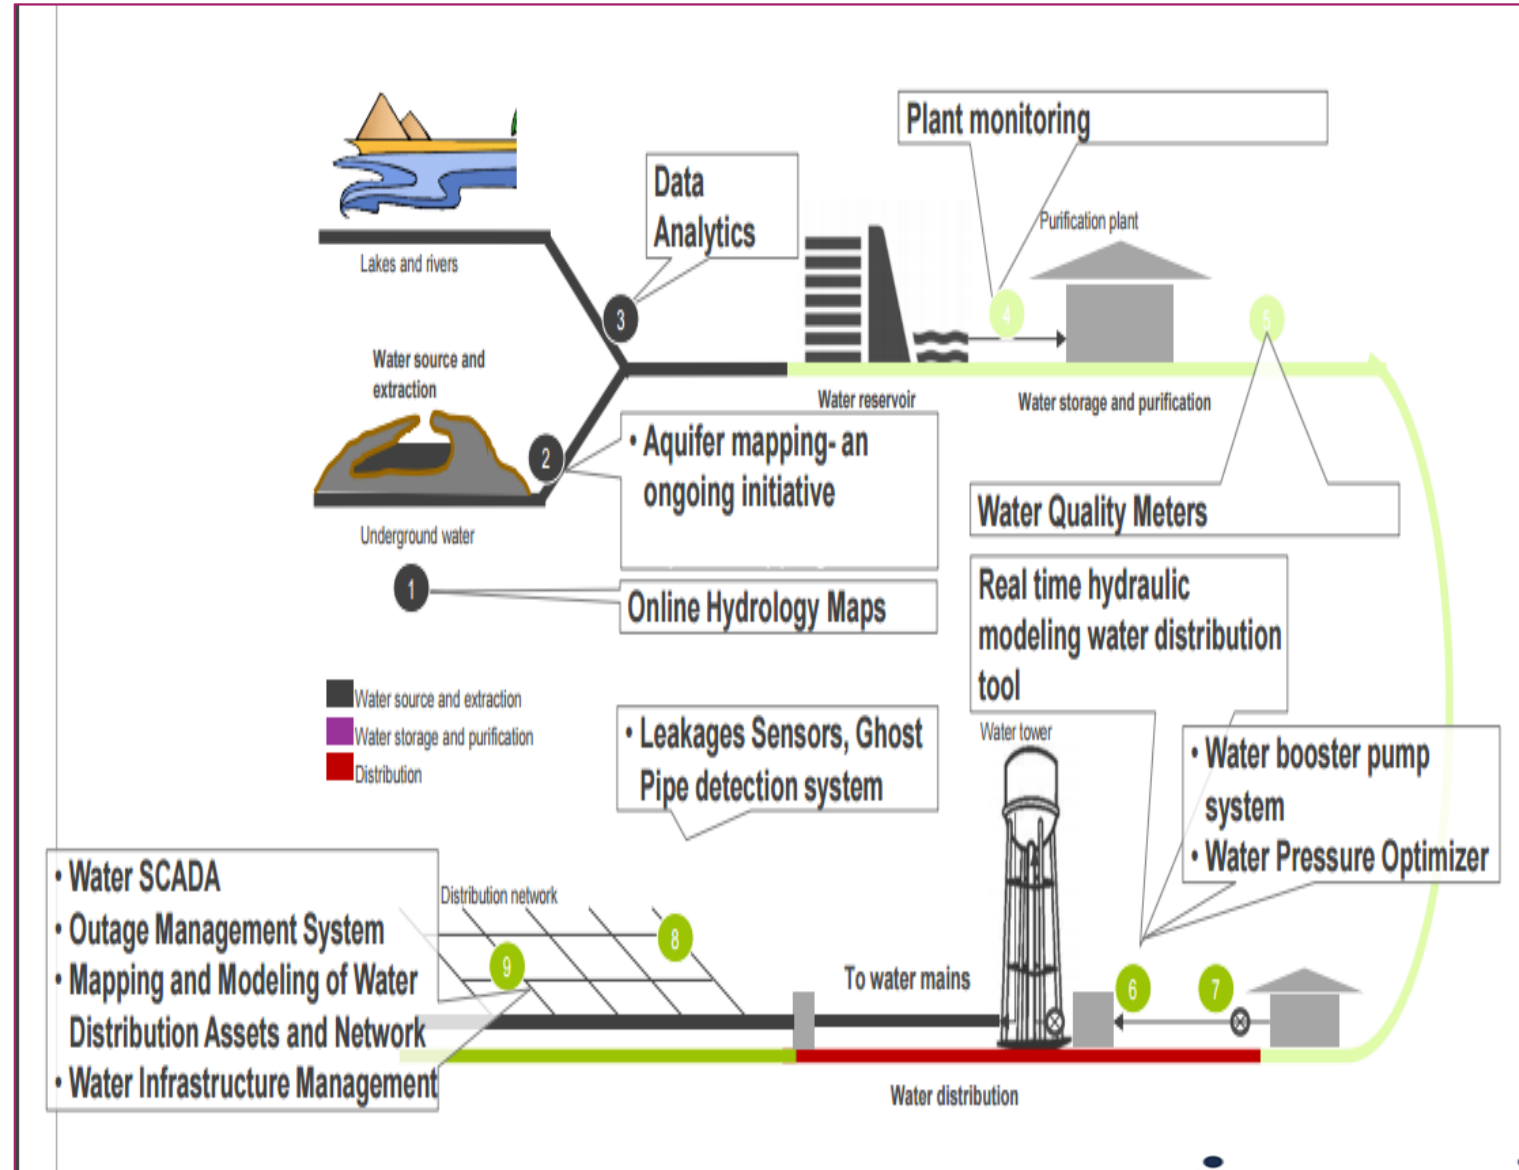 Plant monitoring
Data
Analytics
Purification plant
Lakes and rivers
3
4
5
Water source and
extraction
Water reservoir
Water storage and purification
2
• Aquifer mapping- an
ongoing initiative
Underground water
Water Quality Meters
1
Online Hydrology Maps
Real time hydraulic
modeling water distribution
tool
Water source and extraction
Water storage and purification
Distribution
• Leakages Sensors, Ghost
Pipe detection system
Water tower
• Water booster pump
system
• Water Pressure Optimizer
• Water SCADA
• Outage Management System
• Mapping and Modeling of Water
Distribution Assets and Network
• Water Infrastructure Management
Distribution network
8
9
To water mains
6
7
Water distribution